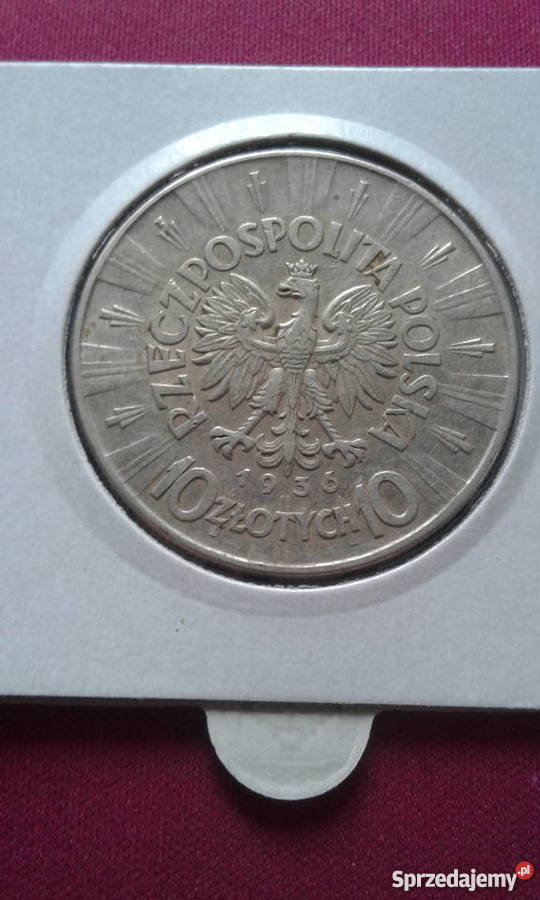 RZECZPOSPOLITA POLSKA
1936
10 ZŁOTYCH 10
Sprzedajemy.pl